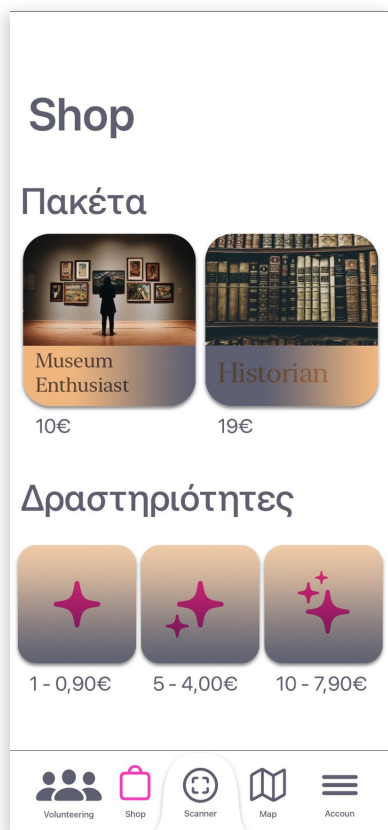 Shop
Πακέτα
Museum
Enthusiast
Historian
10€
19€
Δραστηριότητες
1 - 0,90€
5 - 4,00€
10 - 7,90€
Volunteering
Shop
Scanner
Map
Accoun